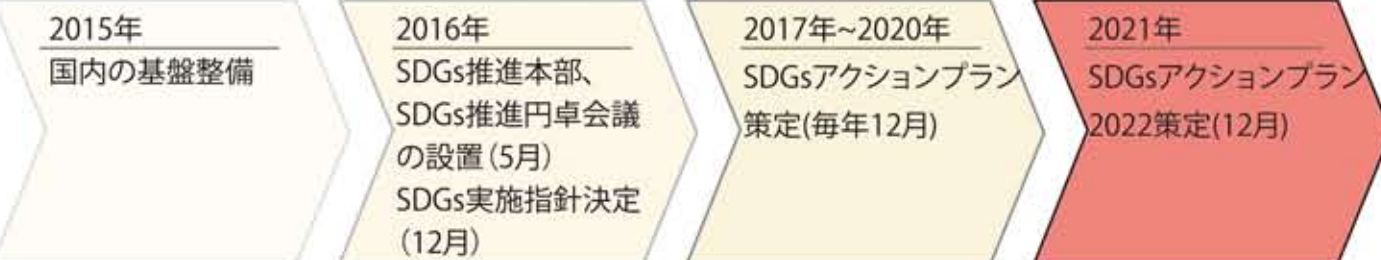 2015年
国内の基盤整備
2016年
SDGs推進本部、
SDGs推進円卓会議
の設置（5月）
SDGs実施指針決定
（12月）
2017年~2020年
SDGsアクションプラン
策定(毎年12月)
2021年
SDGsアクションプラン
2022策定(12月)